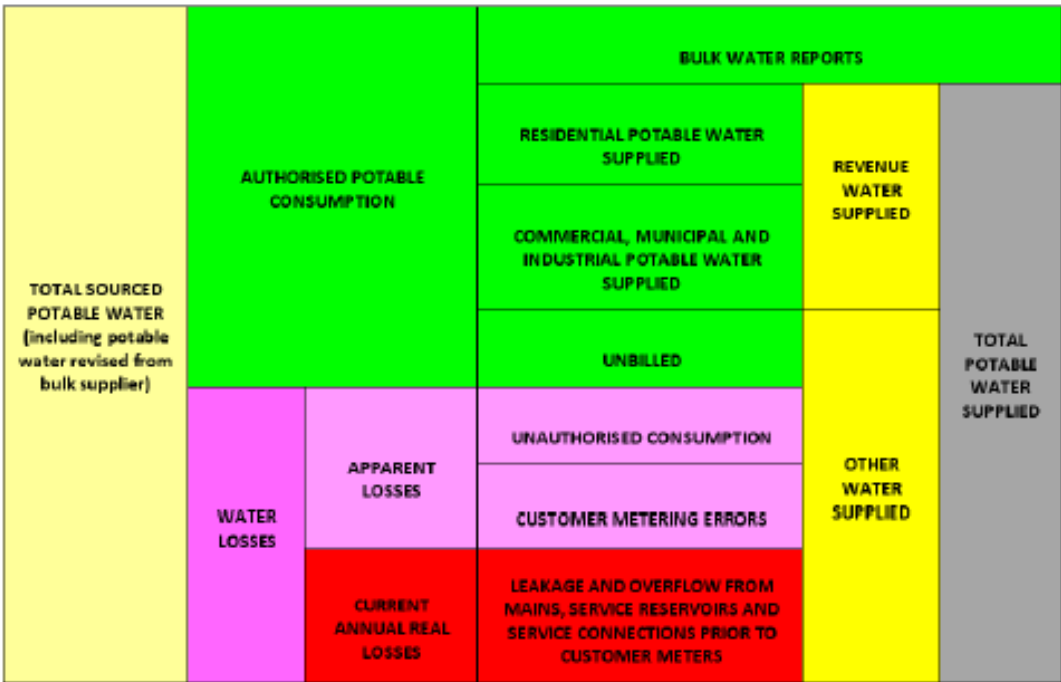 TOTAL SOURCED
POTABLE WATER
(including potable
water revised from
bulk supplier)
AUTHORISED POTABLE
CONSUMPTION
WATER
LOSSES
APPARENT
LOSSES
CURRENT
ANNUAL REAL
LOSSES
BULK WATER REPORTS
RESIDENTIAL POTABLE WATER
SUPPLIED
COMMERCIAL, MUNICIPAL AND
INDUSTRIAL POTABLE WATER
SUPPLIED
UNBILLED
UNAUTHORISED CONSUMPTION
CUSTOMER METERING ERRORS
LEAKAGE AND OVERFLOW FROM
MAINS, SERVICE RESERVOIRS AND
SERVICE CONNECTIONS PRIOR TO
CUSTOMER METERS
REVENUE
WATER
SUPPLIED
OTHER
WATER
SUPPLIED
TOTAL
POTABLE
WATER
SUPPLIED